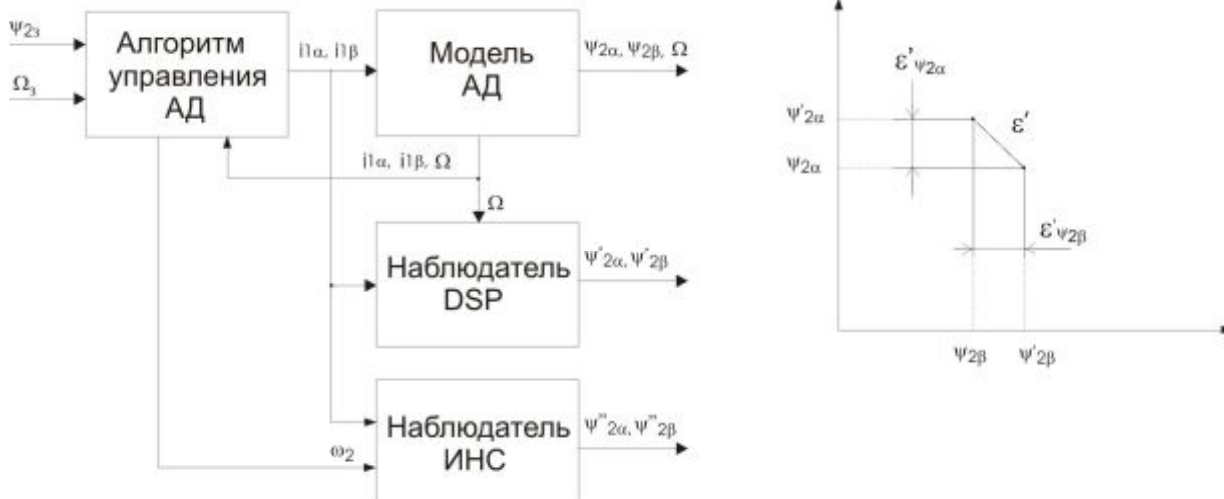 Ψ2з
Ωз
Алгоритм
управления
АД
i1α, i1β
Модель
АД
Ψ2α, Ψ2β, Ω
i1α, i1β, Ω
Ω
Наблюдатель
DSP
Ψ'2α, Ψ'2β
ω2
Наблюдатель
ИНС
Ψ"2α, Ψ"2β
ε'Ψ2α
Ψ'2α
ε'
Ψ2α
ε'Ψ2β
Ψ2β
Ψ'2β